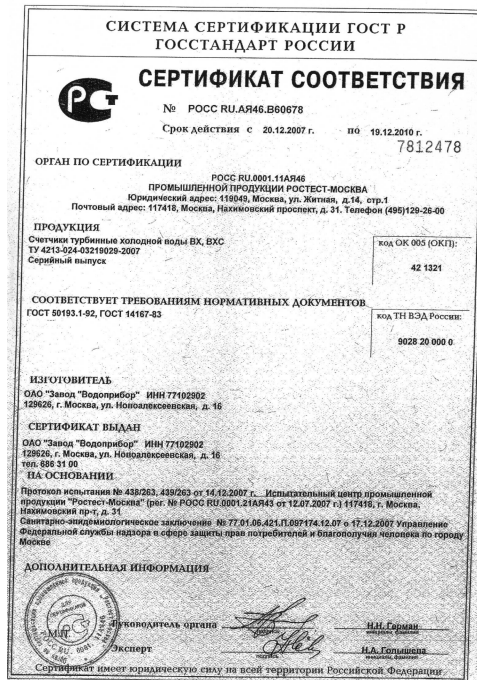 СИСТЕМА СЕРТИФИКАЦИИ ГОСТ Р
ГОССТАНДАРТ РОССИИ
РСТ
СЕРТИФИКАТ СООТВЕТСТВИЯ
№ РОСС RU.АЯ46.В60678
Срок действия с 20.12.2007 г. по 19.12.2010 г.
7812478
ОРГАН ПО СЕРТИФИКАЦИИ
РОСС RU.0001.11АЯ46
ПРОМЫШЛЕННОЙ ПРОДУКЦИИ РОСТЕСТ-МОСКВА
Юридический адрес: 119049, Москва, ул. Житная, д.14, стр.1
Почтовый адрес: 117418, Москва, Нахимовский проспект, д. 31. Телефон (495)129-26-00
ПРОДУКЦИЯ
Счетчики турбинные холодной воды ВХ, ВХС
ТУ 4213-024-03219029-2007
Серийный выпуск
код ОК 005 (ОКП):
42 1321
СООТВЕТСТВУЕТ ТРЕБОВАНИЯМ НОРМАТИВНЫХ ДОКУМЕНТОВ
ГОСТ 50193.1-92, ГОСТ 14167-83
код ТН ВЭД России:
9028 20 000 0
ИЗГОТОВИТЕЛЬ
ОАО "Завод "Водоприбор" ИНН 77102902
129626, г. Москва, ул. Новоалексеевская, д. 16
СЕРТИФИКАТ ВЫДАН
ОАО "Завод "Водоприбор" ИНН 77102902
129626, г. Москва, ул. Новоалексеевская, д. 16
тел. 686 31 00
НА ОСНОВАНИИ
Протокол испытания № 438/263, 439/263 от 14.12.2007 г. Испытательный центр промышленной
продукции "Ростест-Москва" (рег. № РОСС RU.0001.21АЯ43 от 12.07.2007 г.) 117418, г. Москва,
Нахимовский пр-т, д. 31
Санитарно-эпидемиологическое заключение № 77.01.06.421.П.097174.12.07 о 17.12.2007 Управление
Федеральной службы надзора в сфере защиты прав потребителей и благополучия человека по городу
Москве
ДОПОЛНИТЕЛЬНАЯ ИНФОРМАЦИЯ
М.П.
Руководитель органа
подпись
Н.Н. Горман
инициалы, фамилия
Эксперт
подпись
Н.А. Голышева
инициалы, фамилия
Сертификат имеет юридическую силу на всей территории Российской Федерации